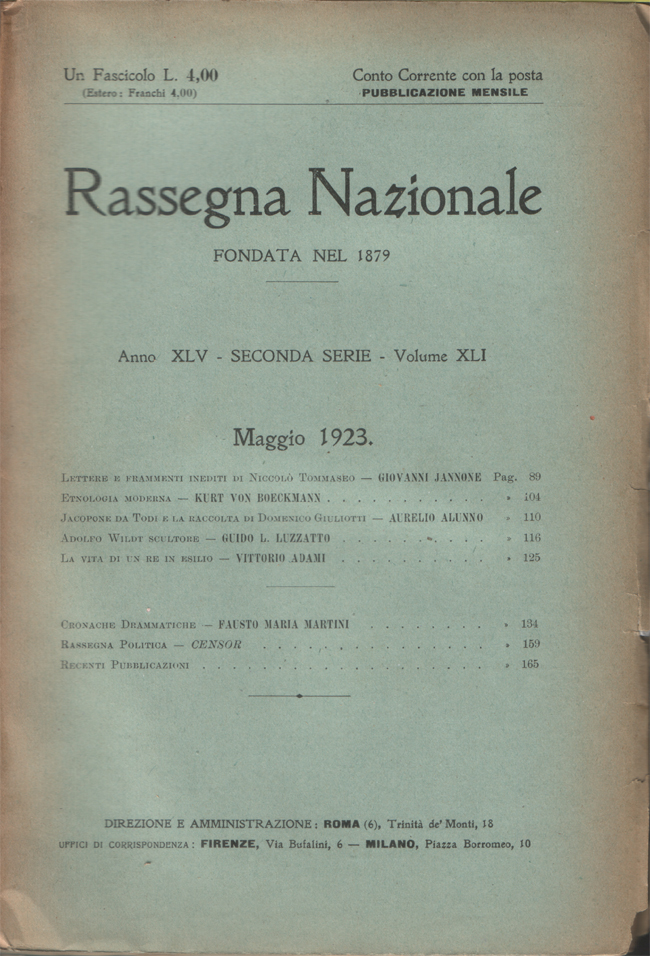 Un Fascicolo L. 4,00
(Estero: Franchi 4,00)
Conto Corrente con la posta
PUBBLICAZIONE MENSILE
Rassegna Nazionale
FONDATA NEL 1879
Anno XLV - SECONDA SERIE - Volume XLI
Maggio 1923.
LETTERE E FRAMMENTI INEDITI DI NICCOLÒ TOMMASEO — GIOVANNI JANNONE Pag. 89
ETNOLOGIA MODERNA — KURT VON BOECKMANN . . . . . . . . . . . » 104
JACOPONE DA TODI E LA RACCOLTA DI DOMENICO GIULIOTTI — AURELIO ALUNNO » 110
ADOLFO WILDT SCULTORE — GUIDO L. LUZZATTO . . . . . . . . . . » 116
LA VITA DI UN RE IN ESILIO — VITTORIO ADAMI . . . . . . . . . . » 125
CRONACHE DRAMMATICHE — FAUSTO MARIA MARTINI . . . . . . . . » 134
RASSEGNA POLITICA — CENSOR . . . . . . . . . . . . . . . » 159
RECENTI PUBBLICAZIONI . . . . . . . . . . . . . . . . . . . » 165
DIREZIONE E AMMINISTRAZIONE: ROMA (6), Trinità de' Monti, 18
UFFICI DI CORRISPONDENZA: FIRENZE, Via Bufalini, 6 — MILANO, Piazza Borromeo, 10